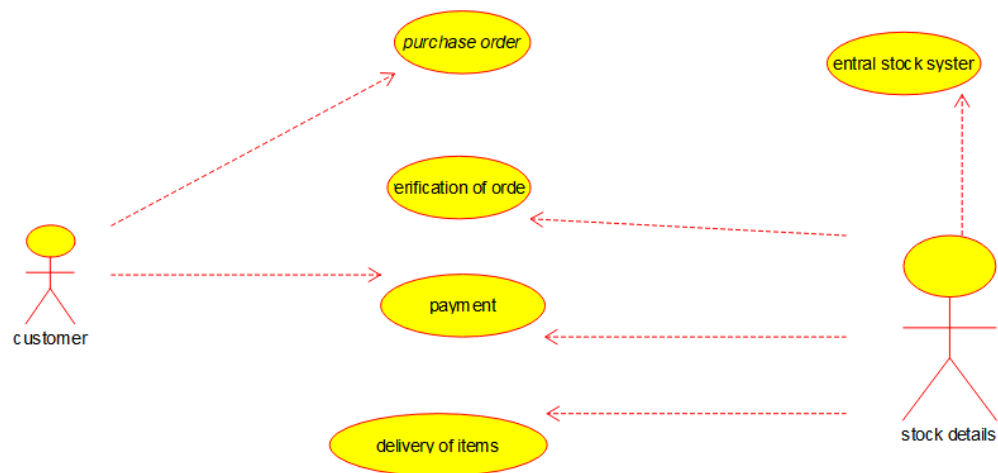 purchase order
entral stock syster
erification of orde
payment
customer
stock details
delivery of items